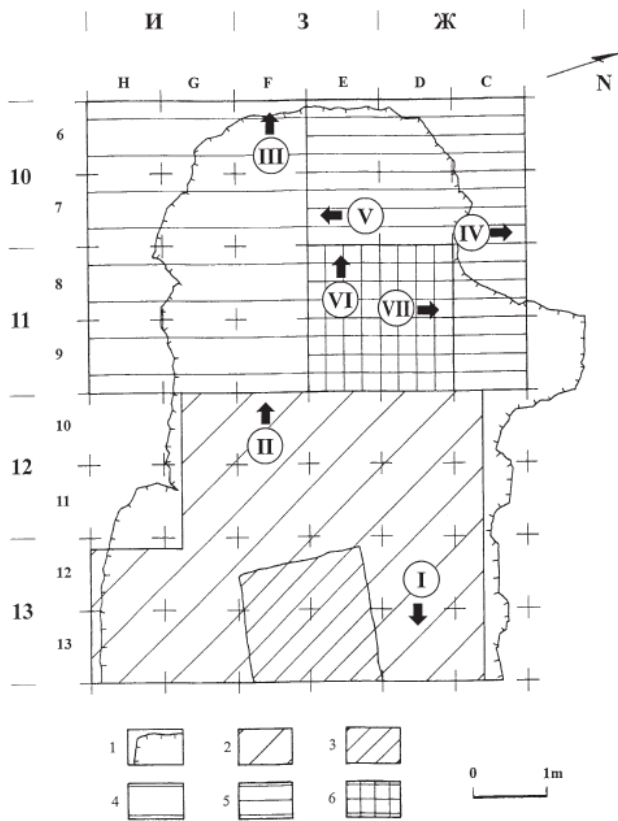 И З Ж
H G F E D C
N
6
III
10
7
V
IV
8
VI
VII
11
9
10
II
12
11
12
I
13
13
1 2 3
4 5 6
0 1m